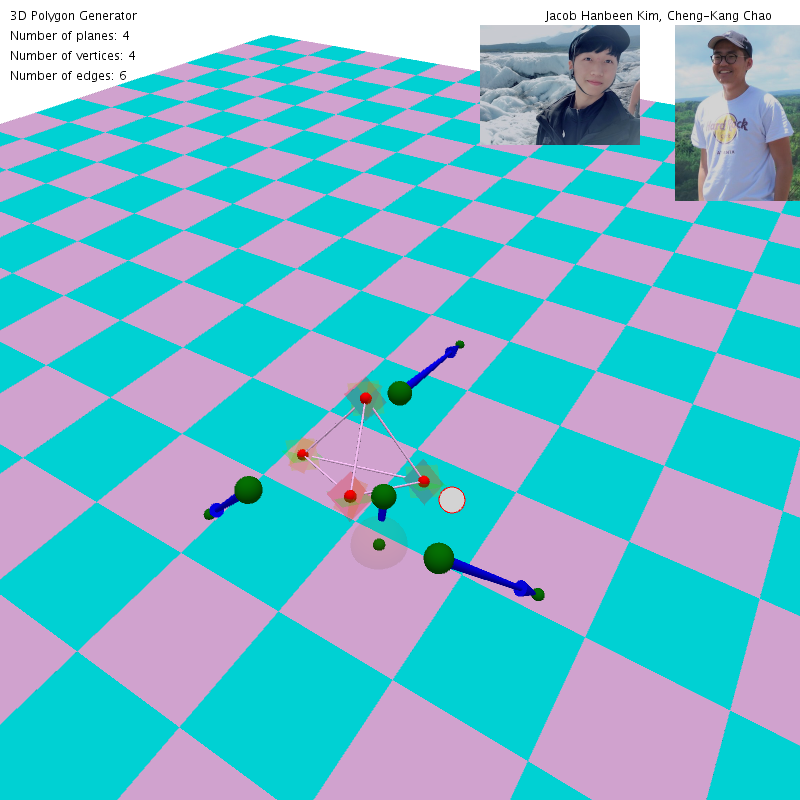 3D Polygon Generator
Jacob Hanbeen Kim, Cheng-Kang Chao
Number of planes: 4
Number of vertices: 4
Number of edges: 6